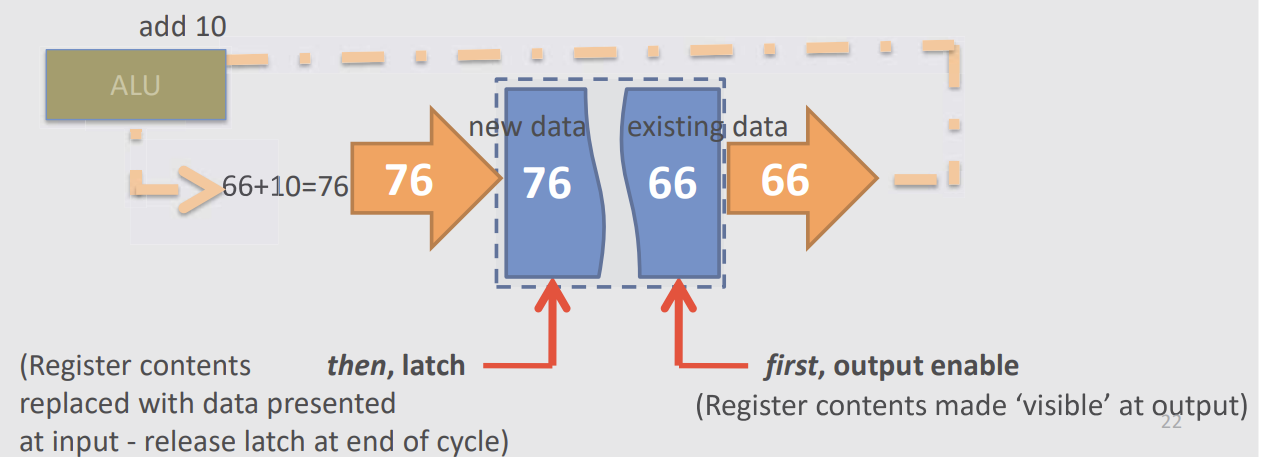 add 10
ALU
new data
existing data
66+10=76
76
76
66
66
then, latch
first, output enable
(Register contents
replaced with data presented
at input - release latch at end of cycle)
(Register contents made ‘visible’ at output)
22